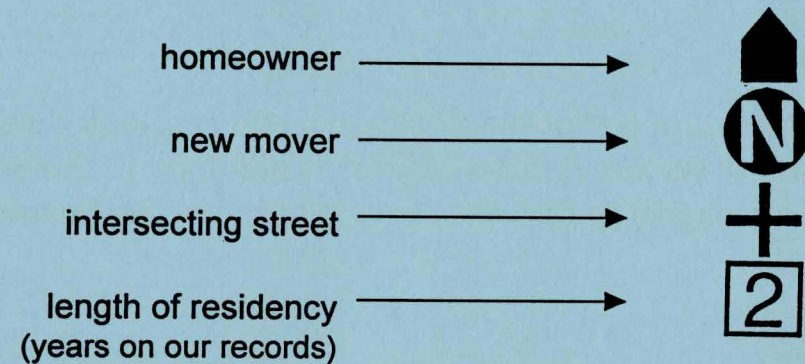 homeowner
new mover N
intersecting street +
length of residency 2
(years on our records)